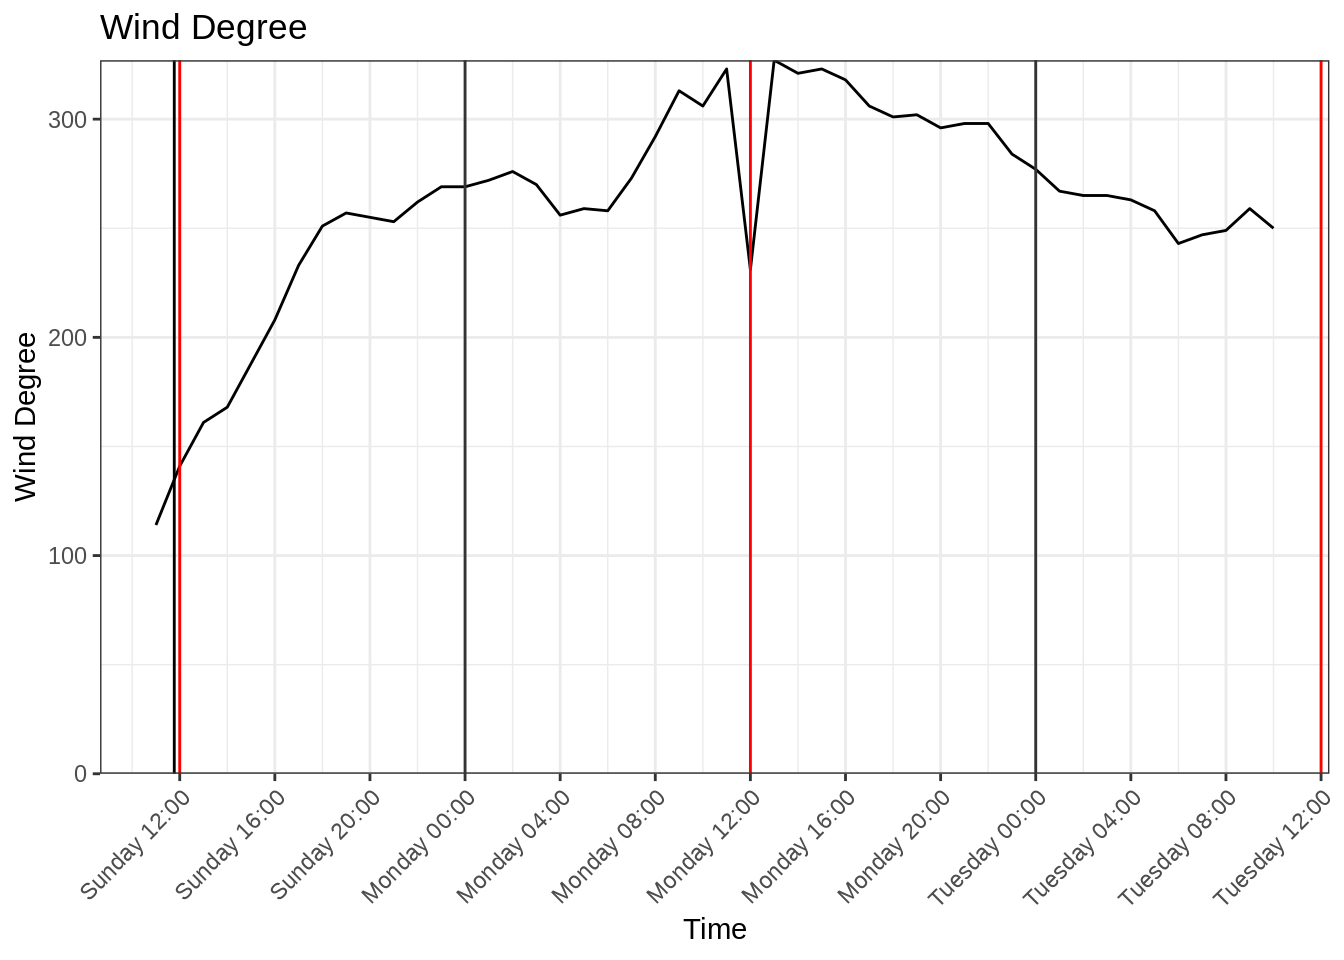 Wind Degree
Wind Degree
300
200
100
0
Sunday 12:00
Sunday 16:00
Sunday 20:00
Monday 00:00
Monday 04:00
Monday 08:00
Monday 12:00
Monday 16:00
Monday 20:00
Tuesday 00:00
Tuesday 04:00
Tuesday 08:00
Tuesday 12:00
Time